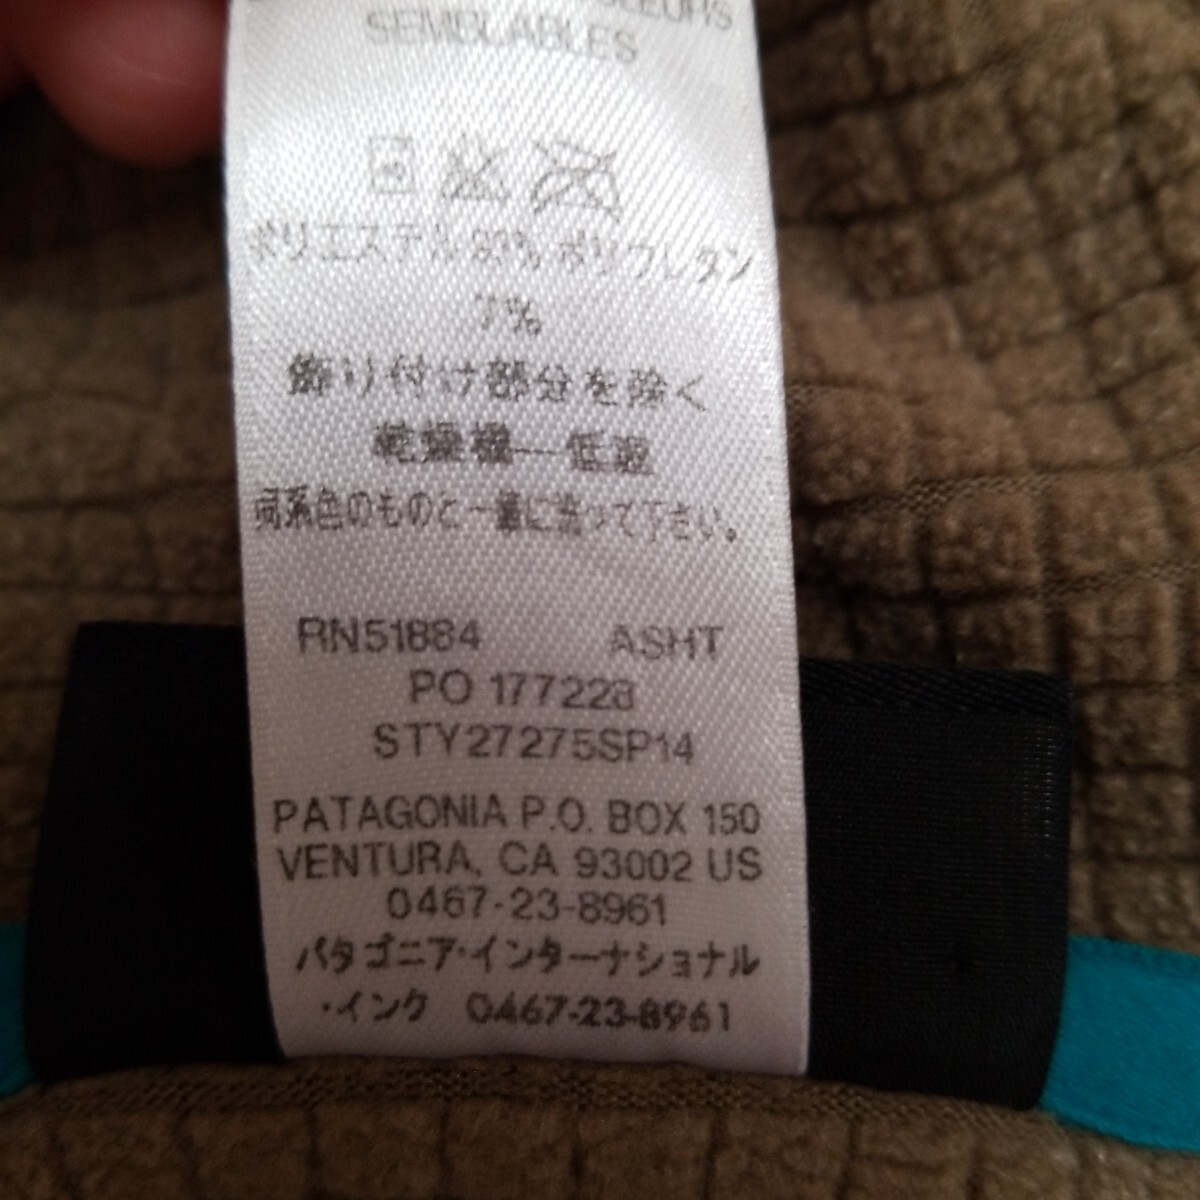 SEMBLABLES
ポリエステル 93% ポリウレタン
7%
飾り付け部分を除く
乾燥機―低温
同系色のものと一緒に洗って下さい。
RN51884 ASHT
PO 177228
STY27275SP14
PATAGONIA P.O. BOX 150
VENTURA, CA 93002 US
0467-23-8961
パタゴニア・インターナショナル
・インク 0467-23-8961